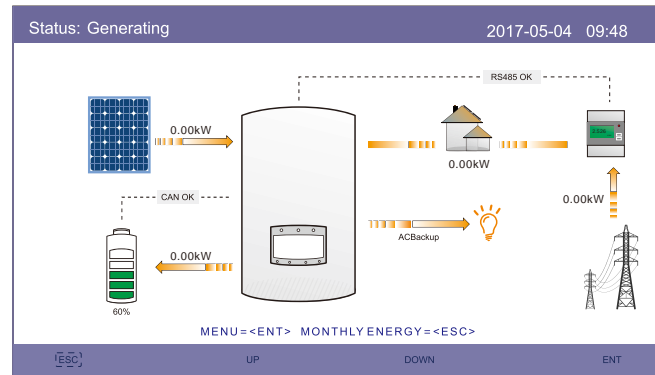 Status: Generating 2017-05-04 09:48
RS485 OK
0.00kW
0.00kW
CAN OK
0.00kW
0.00kW
ACBackup
60%
MENU=<ENT> MONTHLY ENERGY=<ESC>
ESC UP DOWN ENT